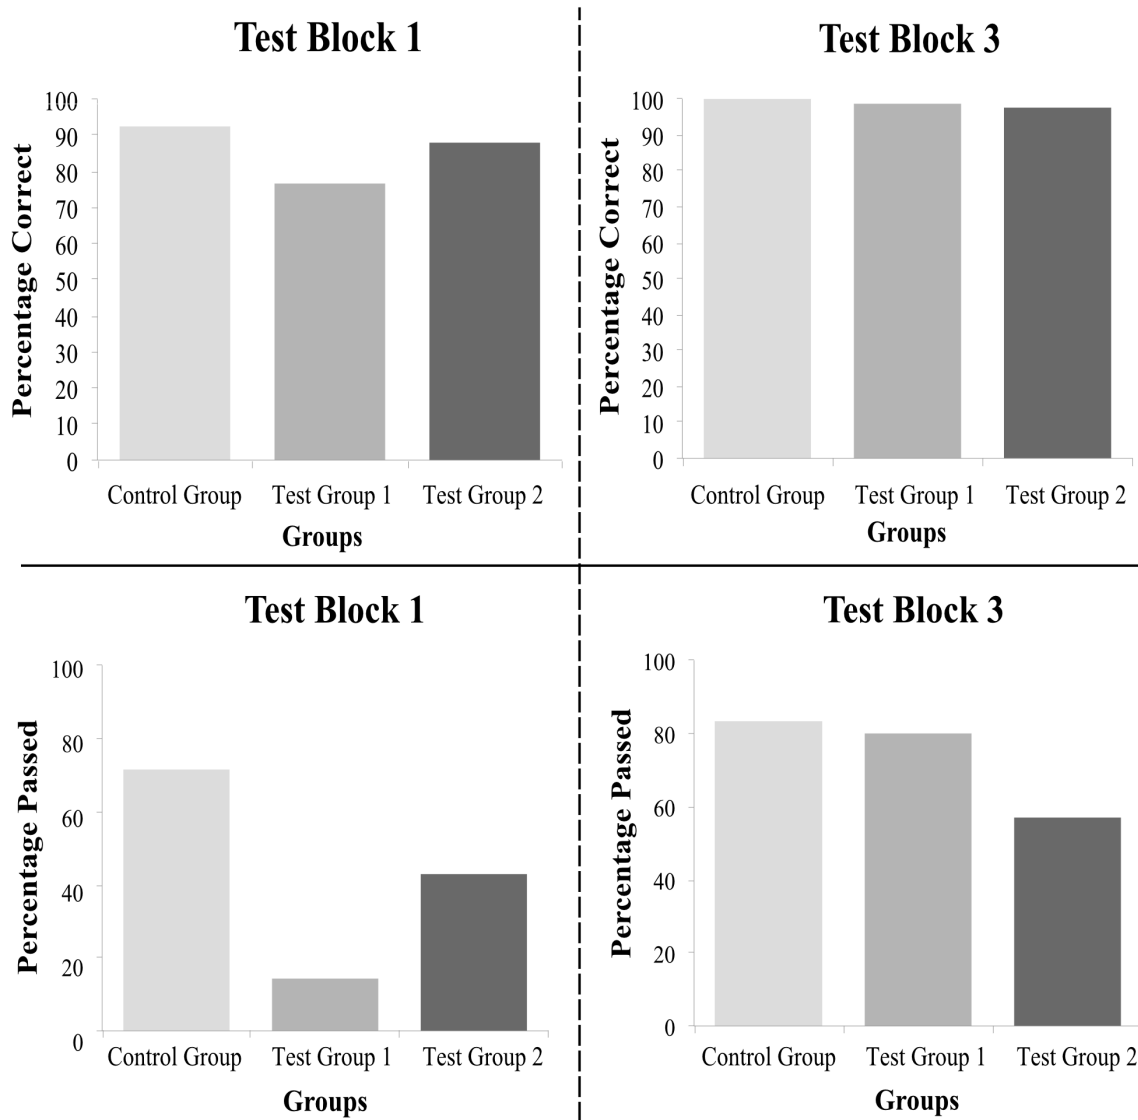 Test Block 1
Percentage Correct
100
90
80
70
60
50
40
30
20
10
0
Control Group
Test Group 1
Test Group 2
Groups
Test Block 3
Percentage Correct
100
90
80
70
60
50
40
30
20
10
0
Control Group
Test Group 1
Test Group 2
Groups
Test Block 1
Percentage Passed
100
80
60
40
20
0
Control Group
Test Group 1
Test Group 2
Groups
Test Block 3
Percentage Passed
100
80
60
40
20
0
Control Group
Test Group 1
Test Group 2
Groups